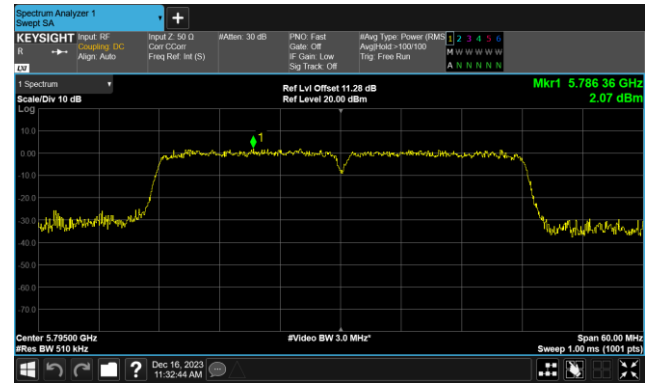 Spectrum Analyzer 1
Swept SA
+
KEYSIGHT Input: RF Input Z: 50 Ω #Atten: 30 dB PNO: Fast #Avg Type: Power (RMS 1 2 3 4 5 6
R Coupling: DC Corr CCorr Gate: Off Avg|Hold:>100/100 M W W W W W
Align: Auto Freq Ref: Int (S) IF Gain: Low Trig: Free Run
Sig Track: Off A N N N N N
LXI
1 Spectrum
Scale/Div 10 dB
Ref Lvl Offset 11.28 dB
Ref Level 20.00 dBm
Mkr1 5.786 36 GHz
2.07 dBm
Log
1
10.0
0.00
-10.0
-20.0
-30.0
-40.0
-50.0
-60.0
-70.0
Center 5.79500 GHz #Video BW 3.0 MHz* Span 60.00 MHz
#Res BW 510 kHz Sweep 1.00 ms (1001 pts)
? Dec 16, 2023
11:32:44 AM